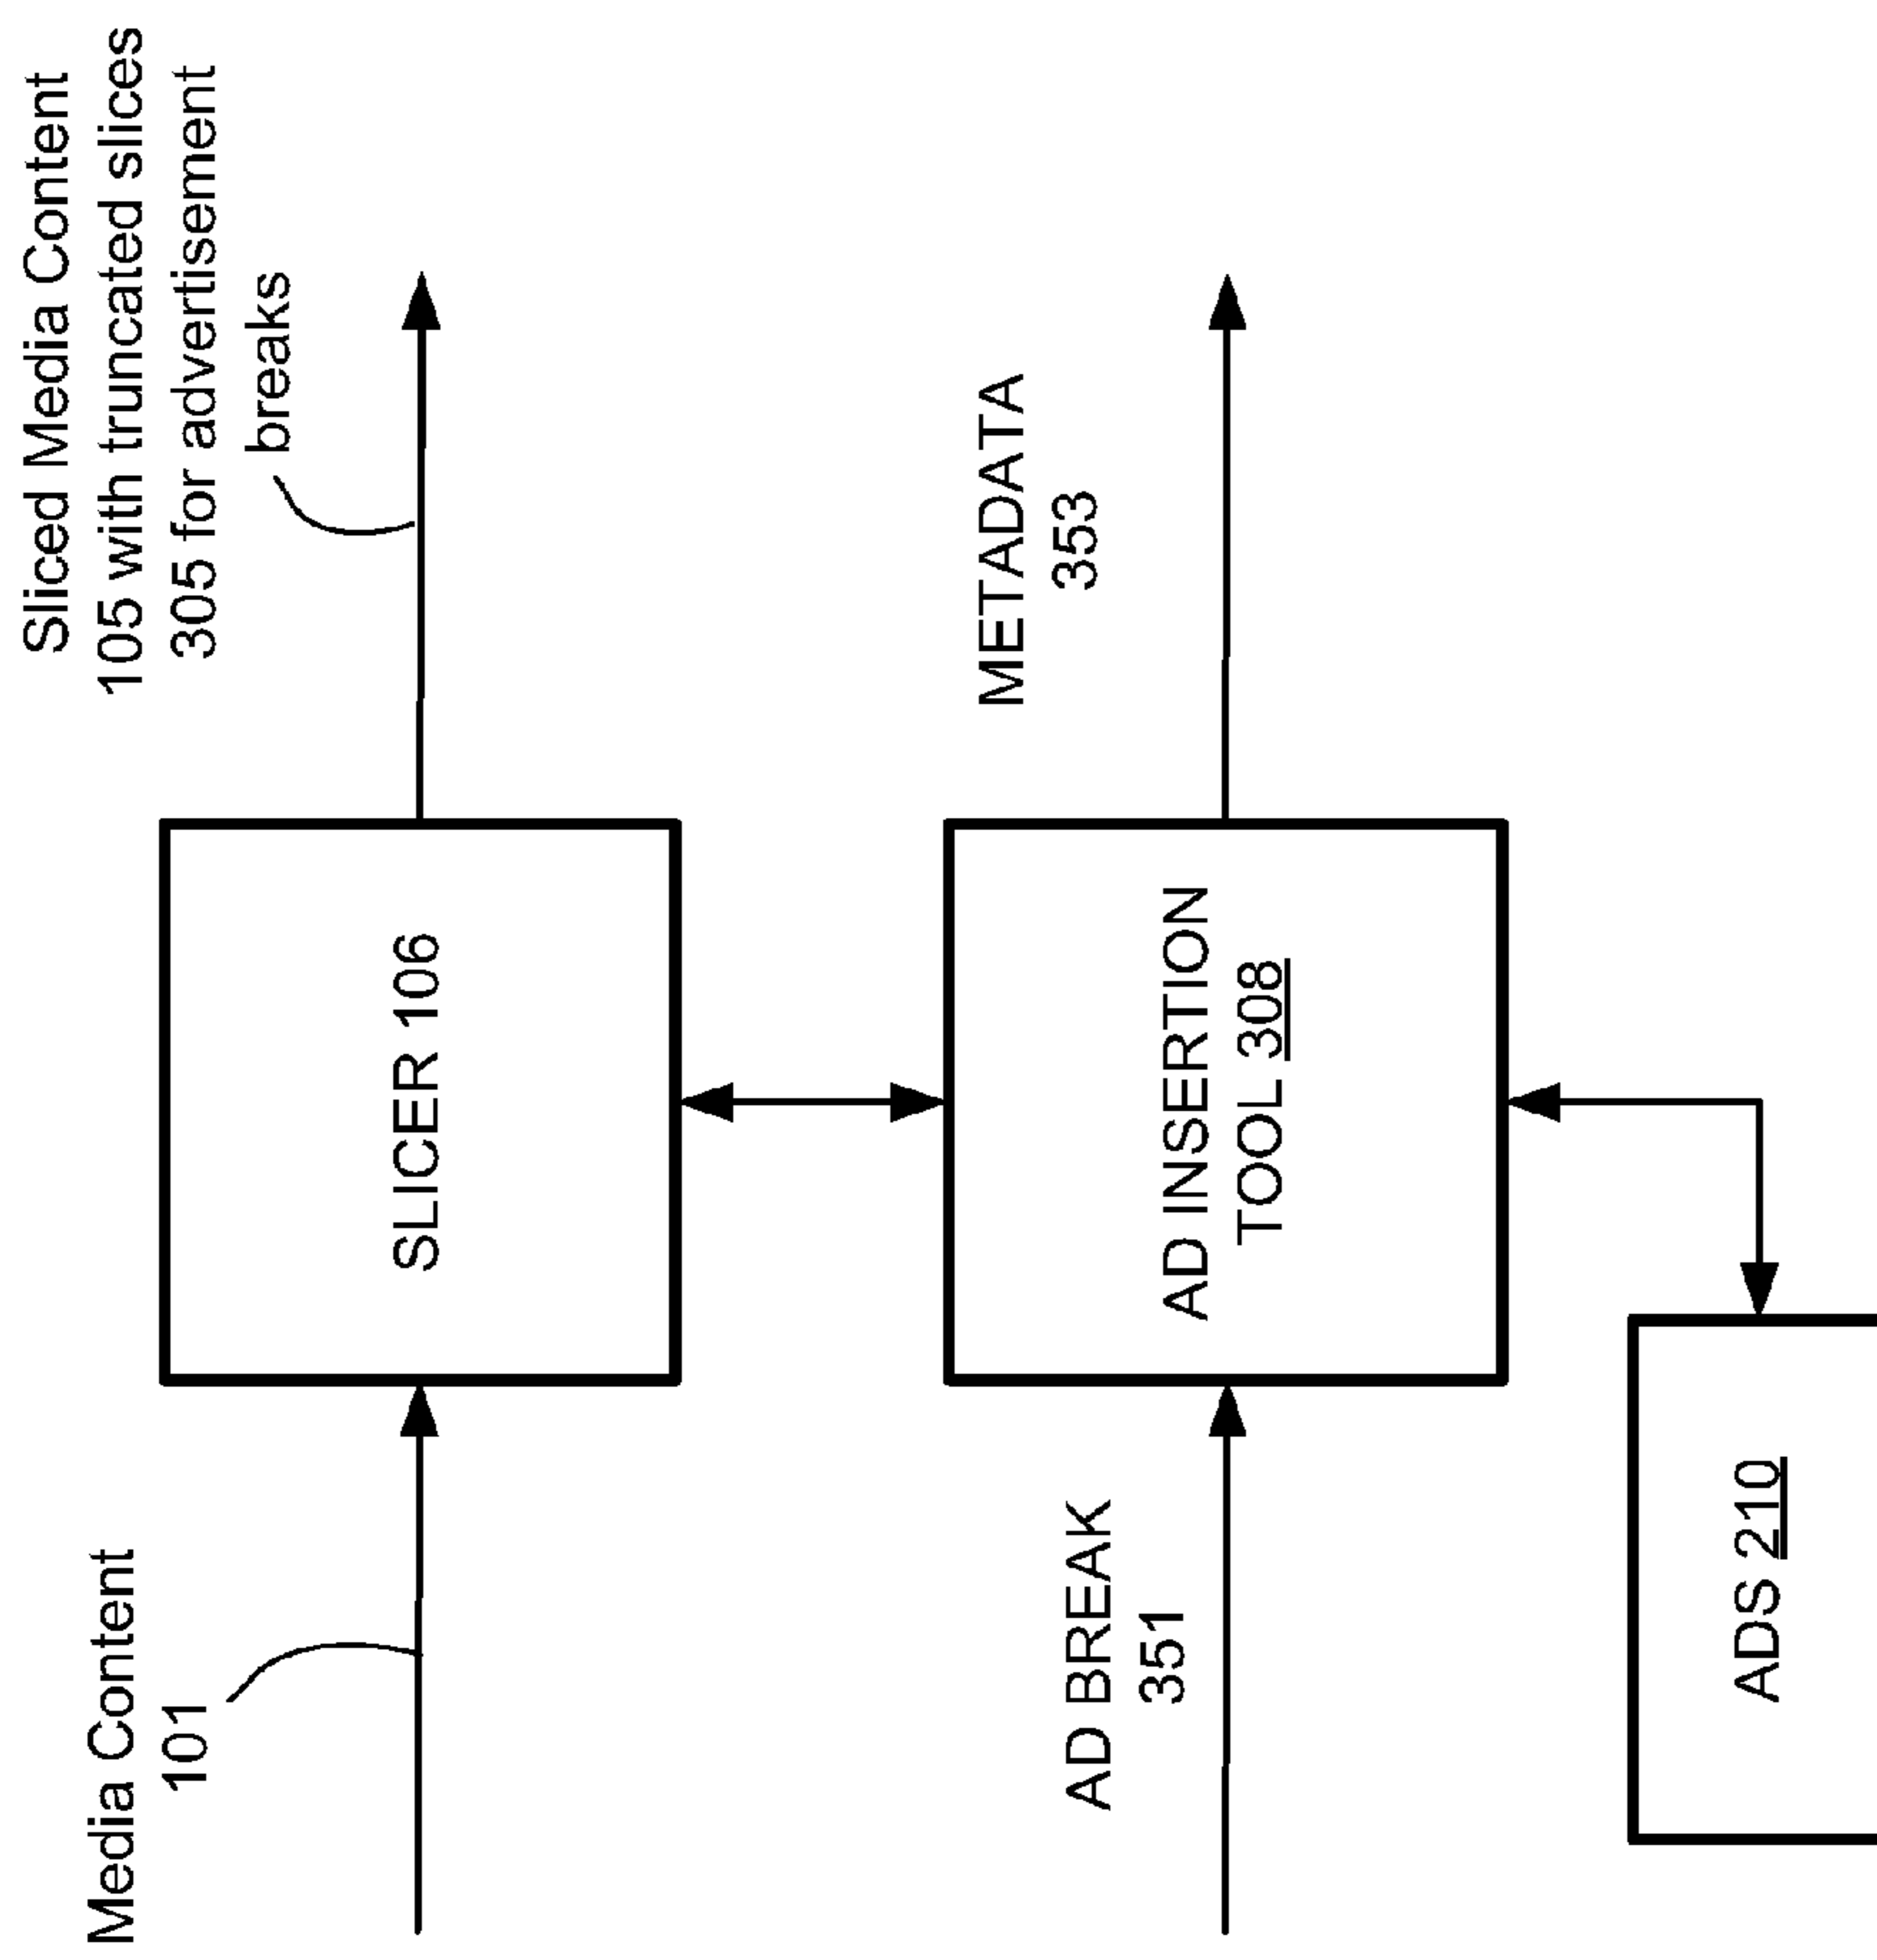 Media Content
101
SLICER 106
Sliced Media Content
105 with truncated slices
305 for advertisement
breaks
AD BREAK
351
AD INSERTION
TOOL 308
METADATA
353
ADS 210